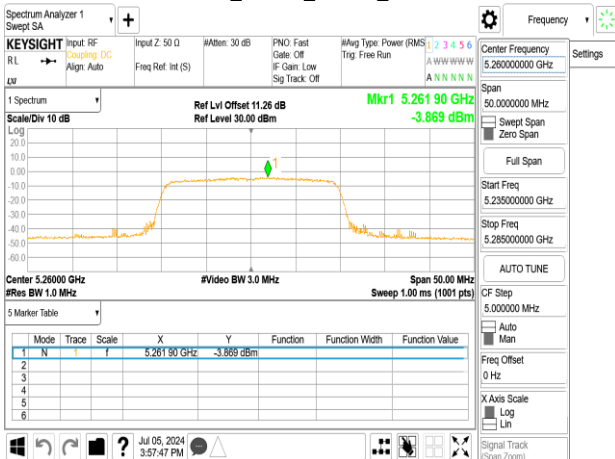 Spectrum Analyzer 1
Swept SA
Frequency
KEYSIGHT
Input: RF
Input Z: 50 Ω
#Atten: 30 dB
PNO: Fast
#Avg Type: Power (RMS
1 2 3 4 5 6
RL
Coupling: DC
Gate: Off
Trig: Free Run
Align: Auto
Freq Ref: Int (S)
IF Gain: Low
A W W W W W
Sig Track: Off
A N N N N N
Center Frequency
5.260000000 GHz
Settings
Span
50.0000000 MHz
Swept Span
Zero Span
Full Span
Start Freq
5.235000000 GHz
Stop Freq
5.285000000 GHz
AUTO TUNE
CF Step
5.000000 MHz
Auto
Man
Freq Offset
0 Hz
X Axis Scale
Log
Lin
Signal Track
(Span Zoom)
1 Spectrum
Ref Lvl Offset 11.26 dB
Mkr1 5.261 90 GHz
Scale/Div 10 dB
Ref Level 30.00 dBm
-3.869 dBm
Log
20.0
10.0
0.00
-10.0
-20.0
-30.0
-40.0
-50.0
-60.0
1
Center 5.26000 GHz
#Video BW 3.0 MHz
Span 50.00 MHz
#Res BW 1.0 MHz
Sweep 1.00 ms (1001 pts)
5 Marker Table
Mode Trace Scale X Y Function Function Width Function Value
1 N 1 f 5.261 90 GHz -3.869 dBm
2
3
4
5
6
?
Jul 05, 2024
3:57:47 PM